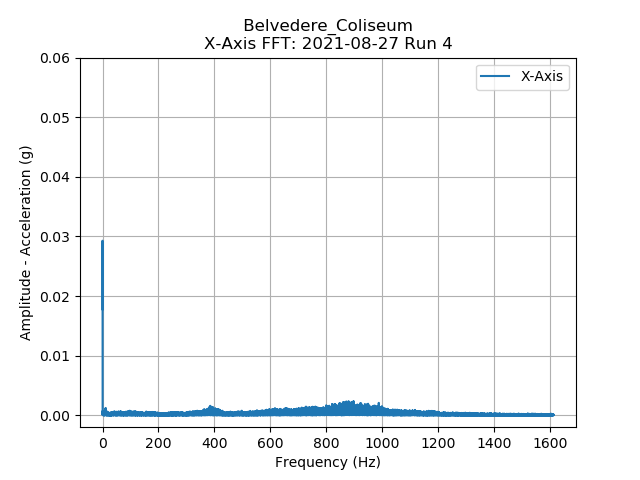 Belvedere_Coliseum
X-Axis FFT: 2021-08-27 Run 4
X-Axis
0.06
0.05
0.04
0.03
0.02
0.01
0.00
Amplitude - Acceleration (g)
0 200 400 600 800 1000 1200 1400 1600
Frequency (Hz)